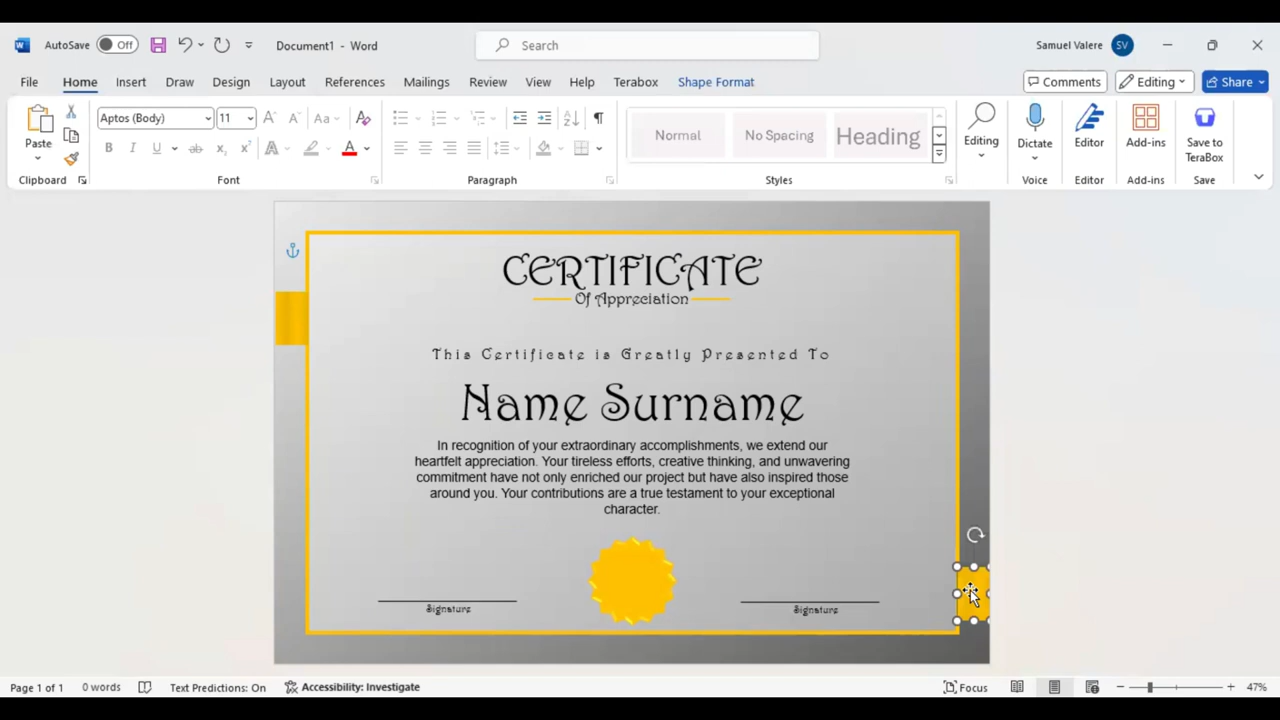 AutoSave Off Document1 - Word Search Samuel Valere SV
File Home Insert Draw Design Layout References Mailings Review View Help Terabox Shape Format Comments Editing Share
Aptos (Body) 11 Aa Normal No Spacing Heading
Paste B I U ab x₂ x² A A Editing Dictate Editor Add-ins Save to TeraBox
Clipboard Font Paragraph Styles Voice Editor Add-ins Save
CERTIFICATE
Of Appreciation
This Certificate is Greatly Presented To
Name Surname
In recognition of your extraordinary accomplishments, we extend our
heartfelt appreciation. Your tireless efforts, creative thinking, and unwavering
commitment have not only enriched our project but have also inspired those
around you. Your contributions are a true testament to your exceptional
character.
Signature Signature
Page 1 of 1 0 words Text Predictions: On Accessibility: Investigate Focus 47%